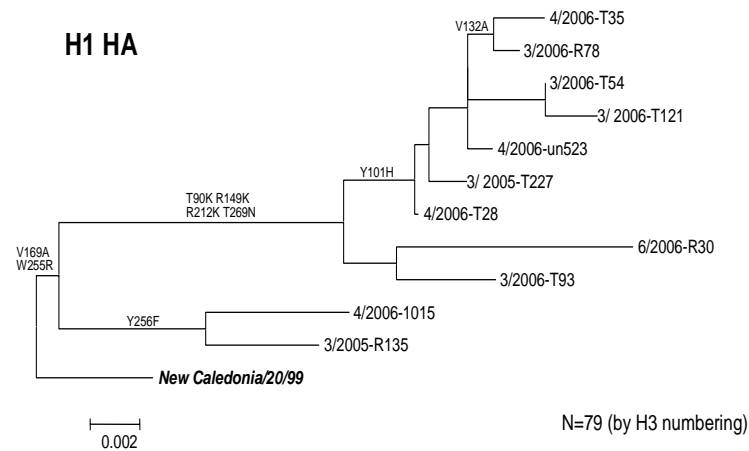 H1 HA
4/2006-T35
V132A
3/2006-R78
3/2006-T54
3/ 2006-T121
4/2006-un523
Y101H
3/ 2005-T227
T90K R149K
R212K T269N
4/2006-T28
6/2006-R30
V169A
W255R
3/2006-T93
4/2006-1015
Y256F
3/2005-R135
New Caledonia/20/99
0.002
N=79 (by H3 numbering)